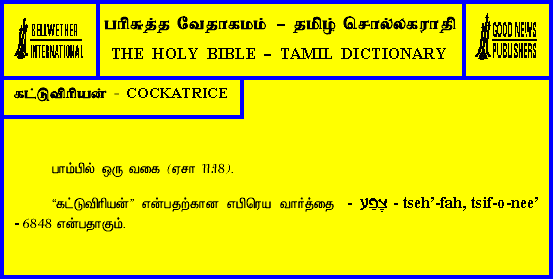 BELLWETHER
INTERNATIONAL
பரிசுத்த வேதாகமம் – தமிழ் சொல்லகராதி
THE HOLY BIBLE – TAMIL DICTIONARY
GOOD NEWS
PUBLISHERS
கட்டுவிரியன் - COCKATRICE
பாம்பில் ஒரு வகை (ஏசா 11:18).
“கட்டுவிரியன்” என்பதற்கான எபிரெய வார்த்தை - צֶפַע - tseh’-fah, tsif-o-nee’
- 6848 என்பதாகும்.